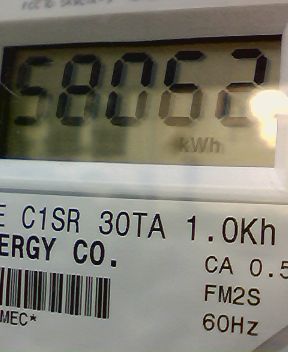 58062
kWh
E C1SR 30TA 1.0Kh
ERGY CO.
CA 0.5
FM2S
MEC*
60Hz